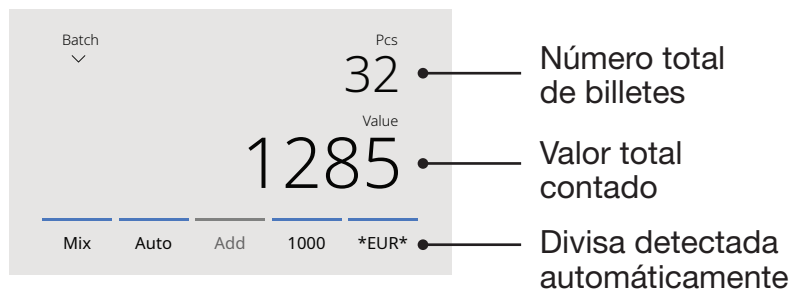 Batch
Pcs
32
Número total
de billetes
Value
1285
Valor total
contado
Mix Auto Add 1000 *EUR*
Divisa detectada
automáticamente